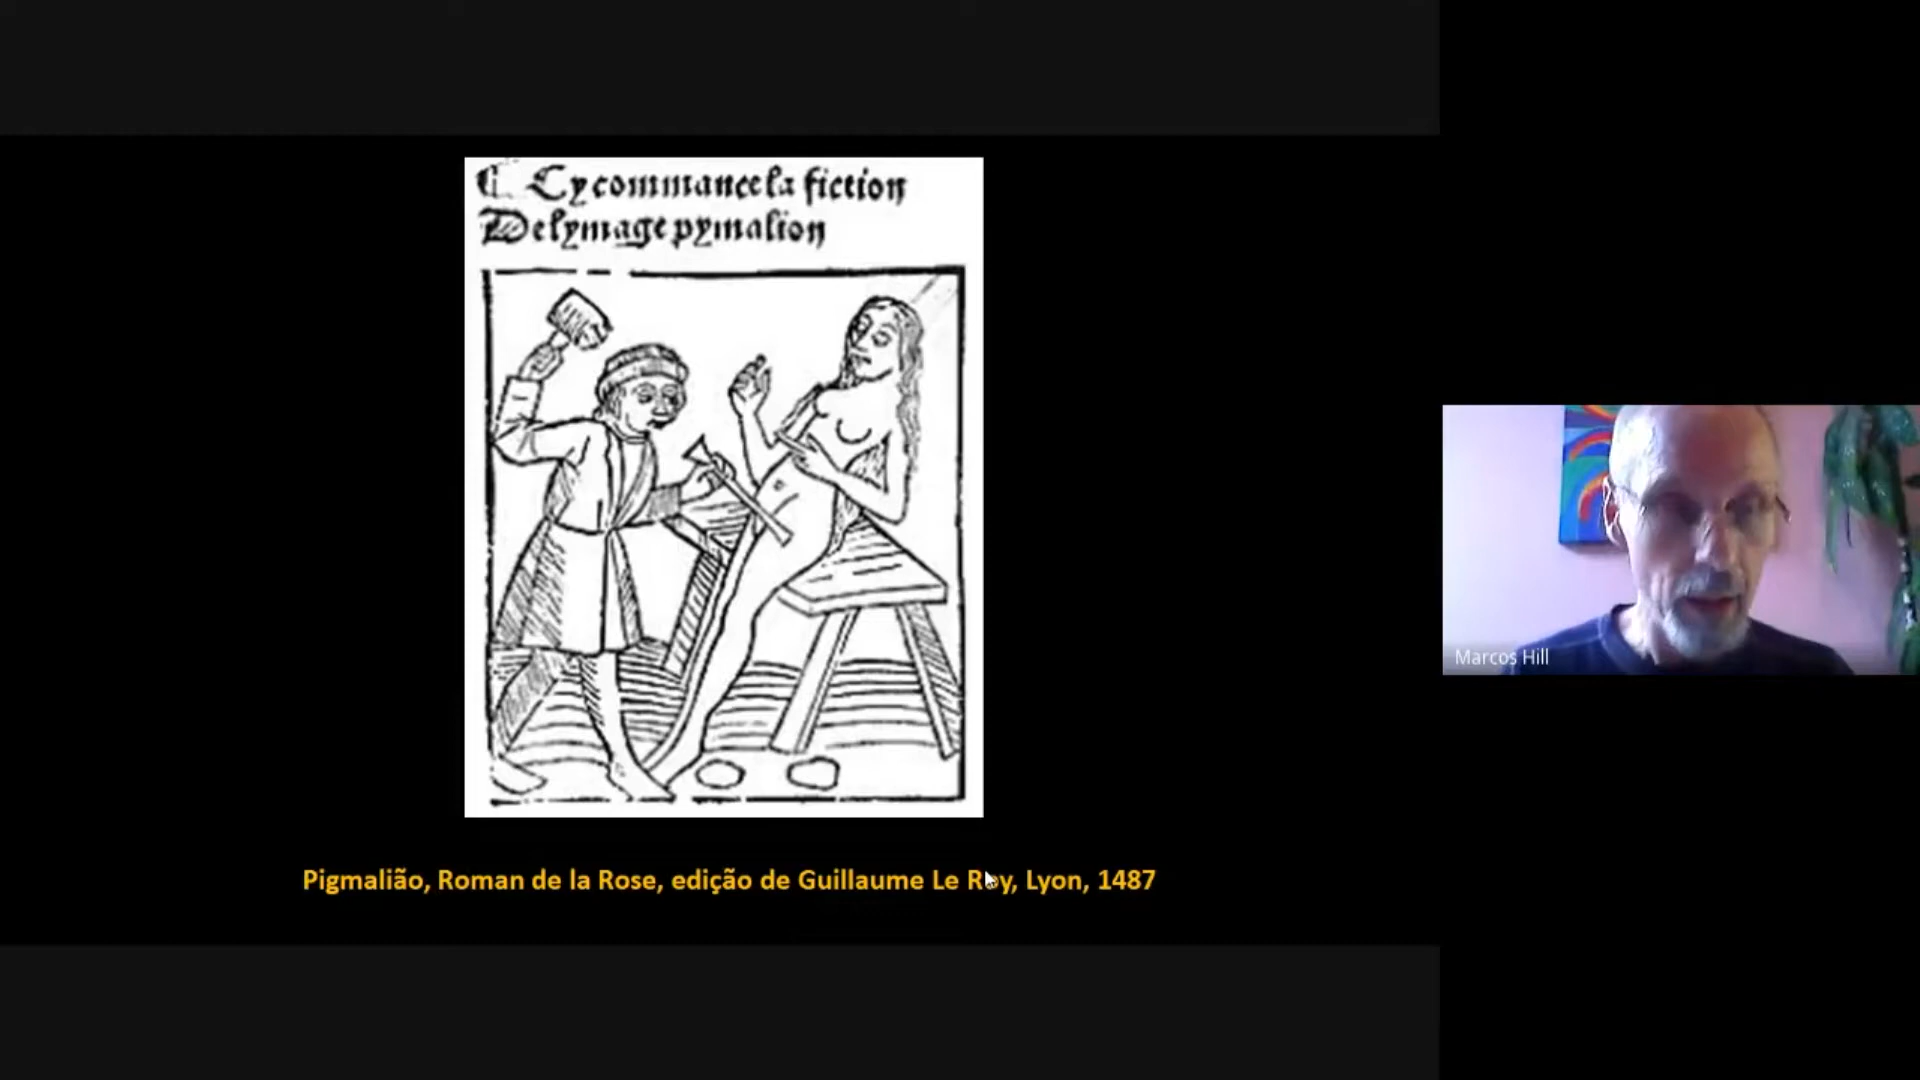 C Cy commance la fiction
De lymage pymalion
Pigmalião, Roman de la Rose, edição de Guillaume Le Roy, Lyon, 1487
Marcos Hill